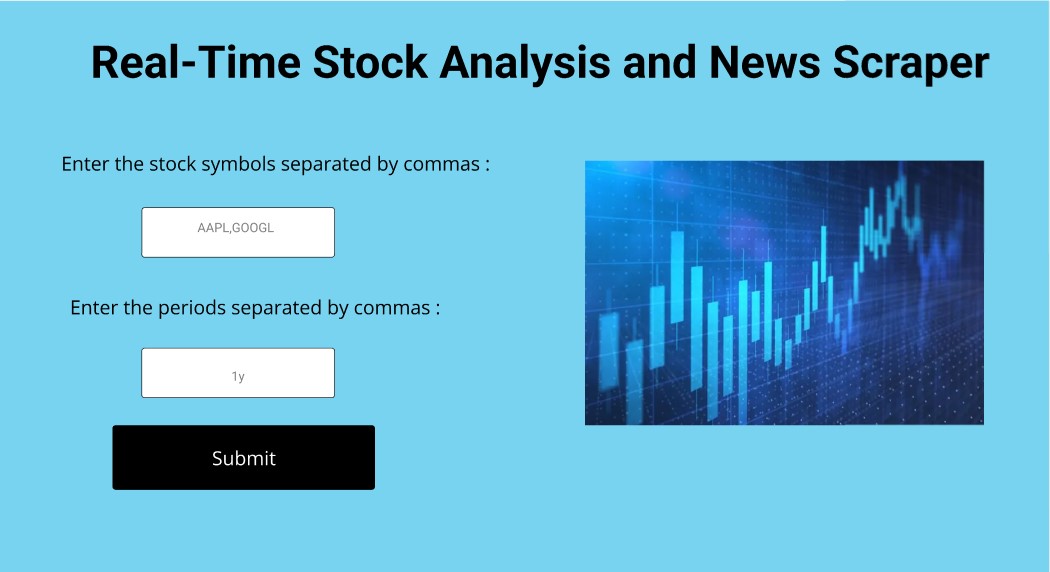 Real-Time Stock Analysis and News Scraper
Enter the stock symbols separated by commas :
AAPL,GOOGL
Enter the periods separated by commas :
1y
Submit